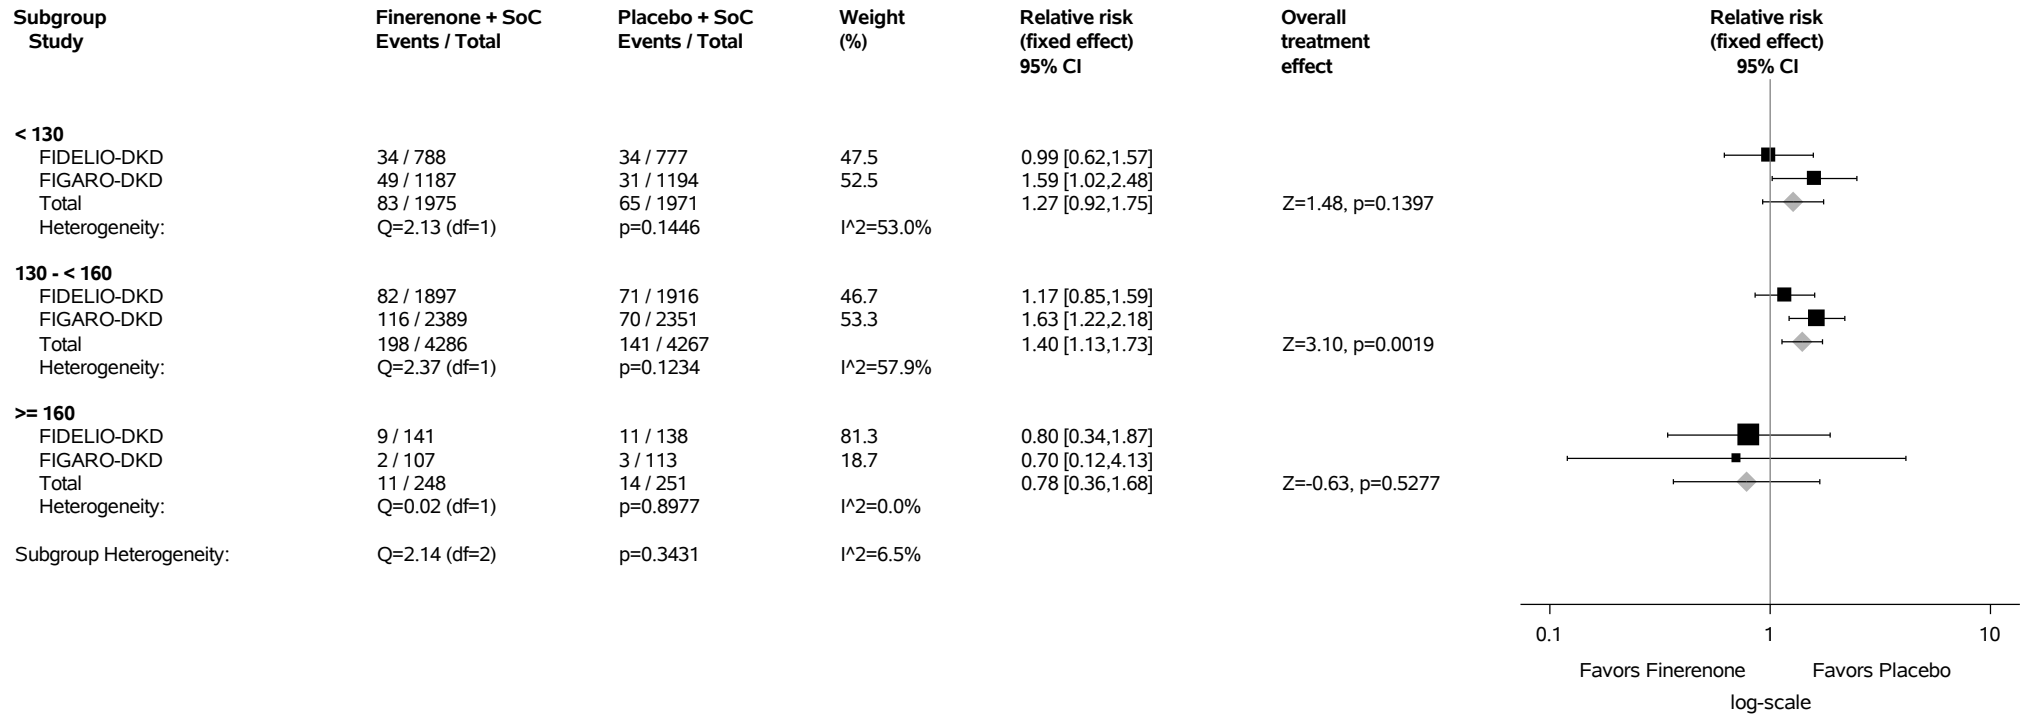 Subgroup Finerenone + SoC Placebo + SoC Weight Relative risk Overall Relative risk
Study Events / Total Events / Total (%) (fixed effect) treatment (fixed effect)
95% CI effect 95% CI
< 130
FIDELIO-DKD 34 / 788 34 / 777 47.5 0.99 [0.62,1.57]
FIGARO-DKD 49 / 1187 31 / 1194 52.5 1.59 [1.02,2.48]
Total 83 / 1975 65 / 1971 1.27 [0.92,1.75] Z=1.48, p=0.1397
Heterogeneity: Q=2.13 (df=1) p=0.1446 I^2=53.0%
130 - < 160
FIDELIO-DKD 82 / 1897 71 / 1916 46.7 1.17 [0.85,1.59]
FIGARO-DKD 116 / 2389 70 / 2351 53.3 1.63 [1.22,2.18]
Total 198 / 4286 141 / 4267 1.40 [1.13,1.73] Z=3.10, p=0.0019
Heterogeneity: Q=2.37 (df=1) p=0.1234 I^2=57.9%
>= 160
FIDELIO-DKD 9 / 141 11 / 138 81.3 0.80 [0.34,1.87]
FIGARO-DKD 2 / 107 3 / 113 18.7 0.70 [0.12,4.13]
Total 11 / 248 14 / 251 0.78 [0.36,1.68] Z=-0.63, p=0.5277
Heterogeneity: Q=0.02 (df=1) p=0.8977 I^2=0.0%
Subgroup Heterogeneity: Q=2.14 (df=2) p=0.3431 I^2=6.5%
0.1 1 10
Favors Finerenone Favors Placebo
log-scale